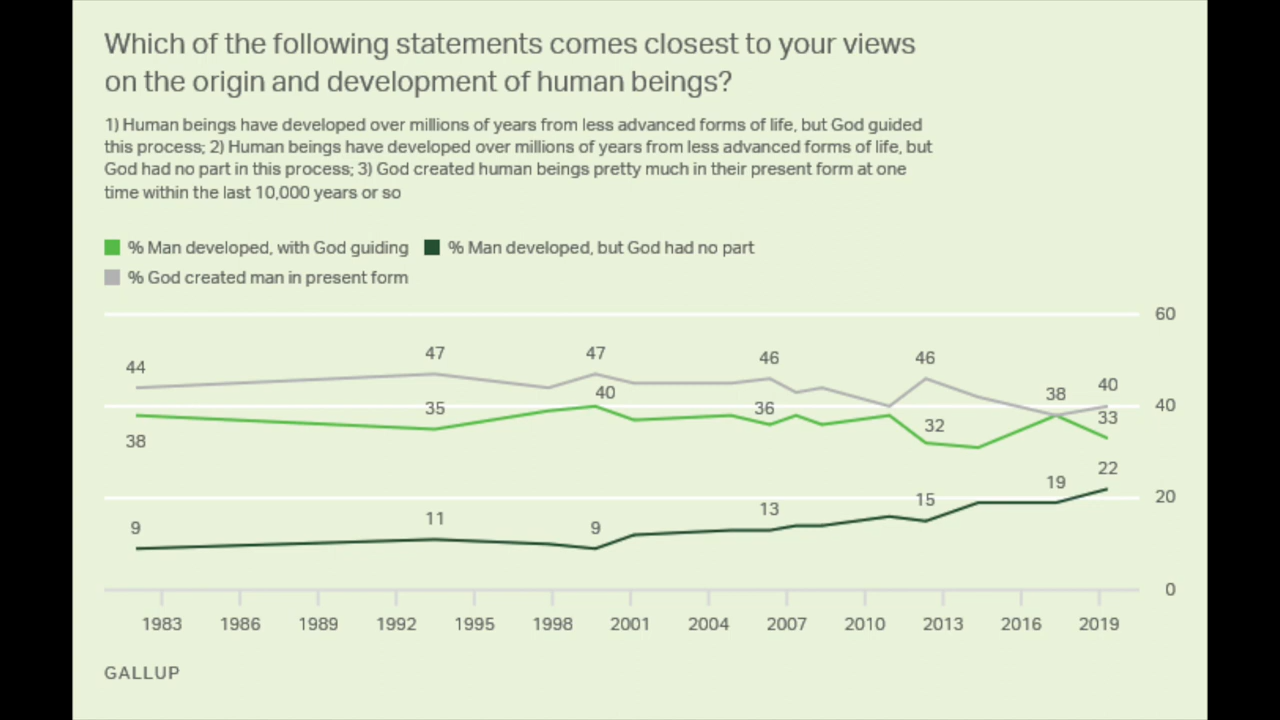 Which of the following statements comes closest to your views
on the origin and development of human beings?
1) Human beings have developed over millions of years from less advanced forms of life, but God guided
this process; 2) Human beings have developed over millions of years from less advanced forms of life, but
God had no part in this process; 3) God created human beings pretty much in their present form at one
time within the last 10,000 years or so
% Man developed, with God guiding % Man developed, but God had no part
% God created man in present form
60
44 47 47 46 46 38 40
40
38 35 40 36 32 33
20
9 11 9 13 15 19 22
0
1983 1986 1989 1992 1995 1998 2001 2004 2007 2010 2013 2016 2019
GALLUP